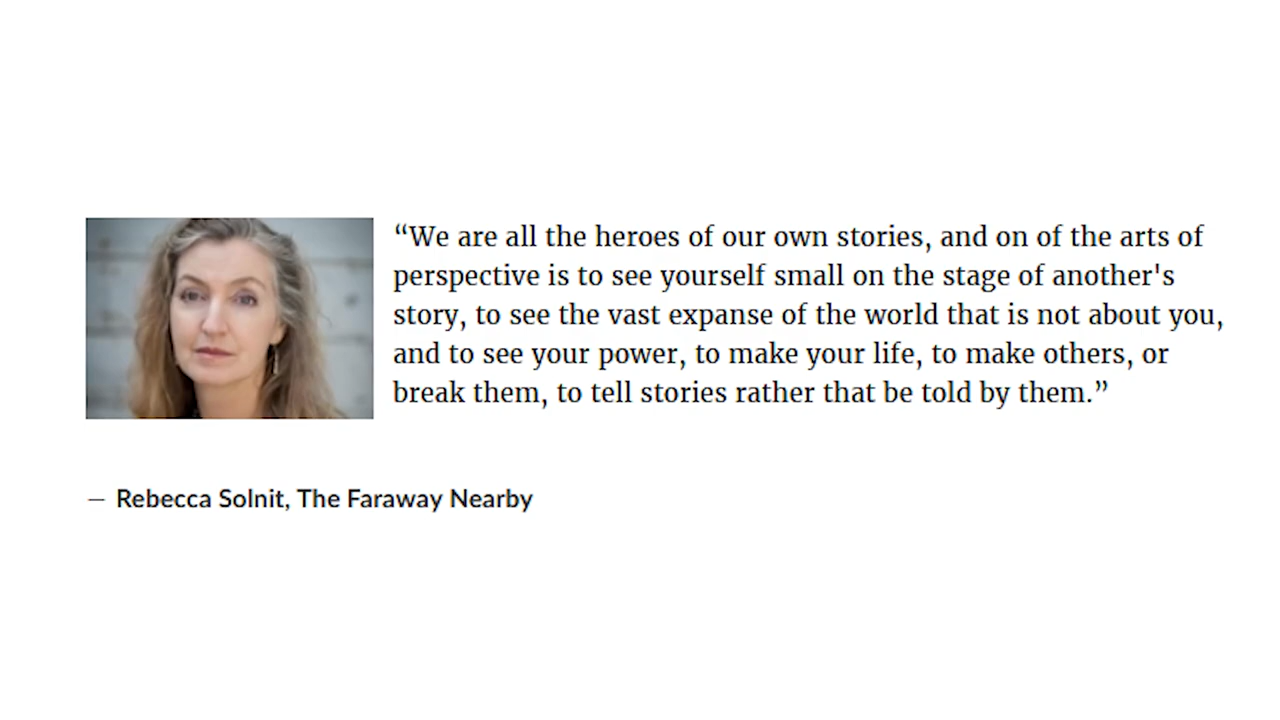 “We are all the heroes of our own stories, and on of the arts of
perspective is to see yourself small on the stage of another's
story, to see the vast expanse of the world that is not about you,
and to see your power, to make your life, to make others, or
break them, to tell stories rather that be told by them.”
— Rebecca Solnit, The Faraway Nearby